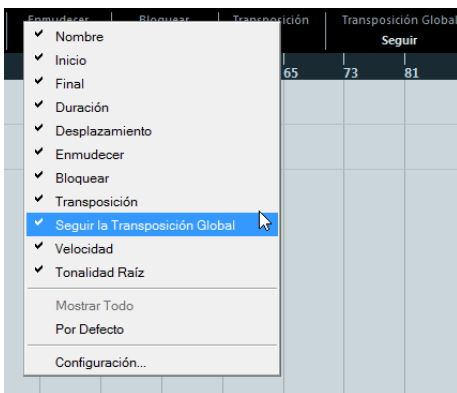 Enmudecer Bloquear Transposición Transposición Global
Seguir
65 73 81
Nombre
Inicio
Final
Duración
Desplazamiento
Enmudecer
Bloquear
Transposición
Seguir la Transposición Global
Velocidad
Tonalidad Raíz
Mostrar Todo
Por Defecto
Configuración...